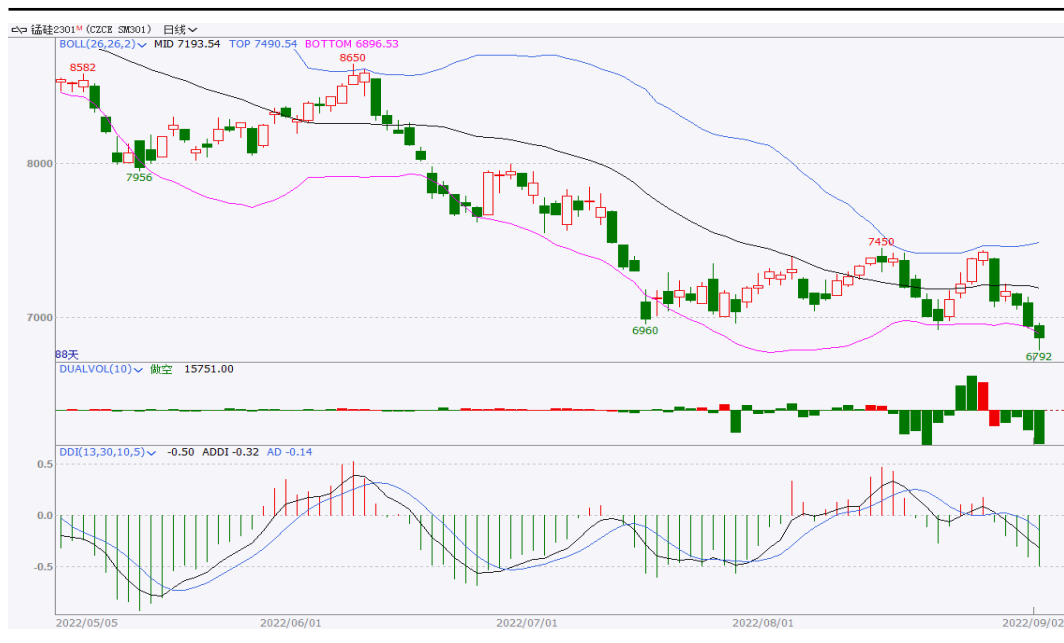 锰硅2301ᴹ (CZCE SM301) 日线
BOLL(26,26,2) MID 7193.54 TOP 7490.54 BOTTOM 6896.53
8582
8650
8000
7956
7450
7000
6960
6792
88天
DUALVOL(10) 做空 15751.00
DDI(13,30,10,5) -0.50 ADDI -0.32 AD -0.14
0.5
0.0
-0.5
2022/05/05 2022/06/01 2022/07/01 2022/08/01 2022/09/02